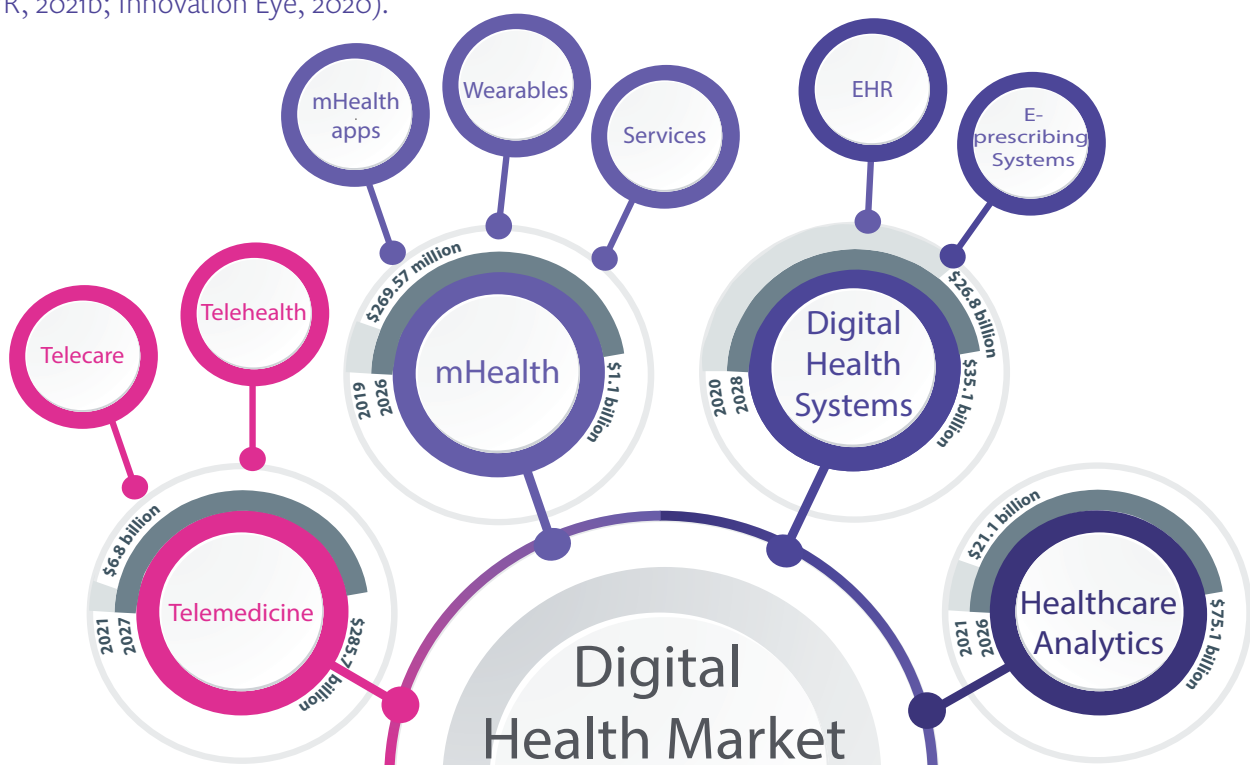 R, 2021b; Innovation Eye, 2020).
mHealth
apps
Wearables
Services
EHR
E-
prescribing
Systems
Telecare
Telehealth
$269.57 million
2019
2026
$1.1 billion
mHealth
$26.8 billion
2020
2028
$35.1 billion
Digital
Health
Systems
$6.8 billion
2021
2027
$285.7 billion
Telemedicine
$21.1 billion
2021
2026
$75.1 billion
Healthcare
Analytics
Digital
Health Market